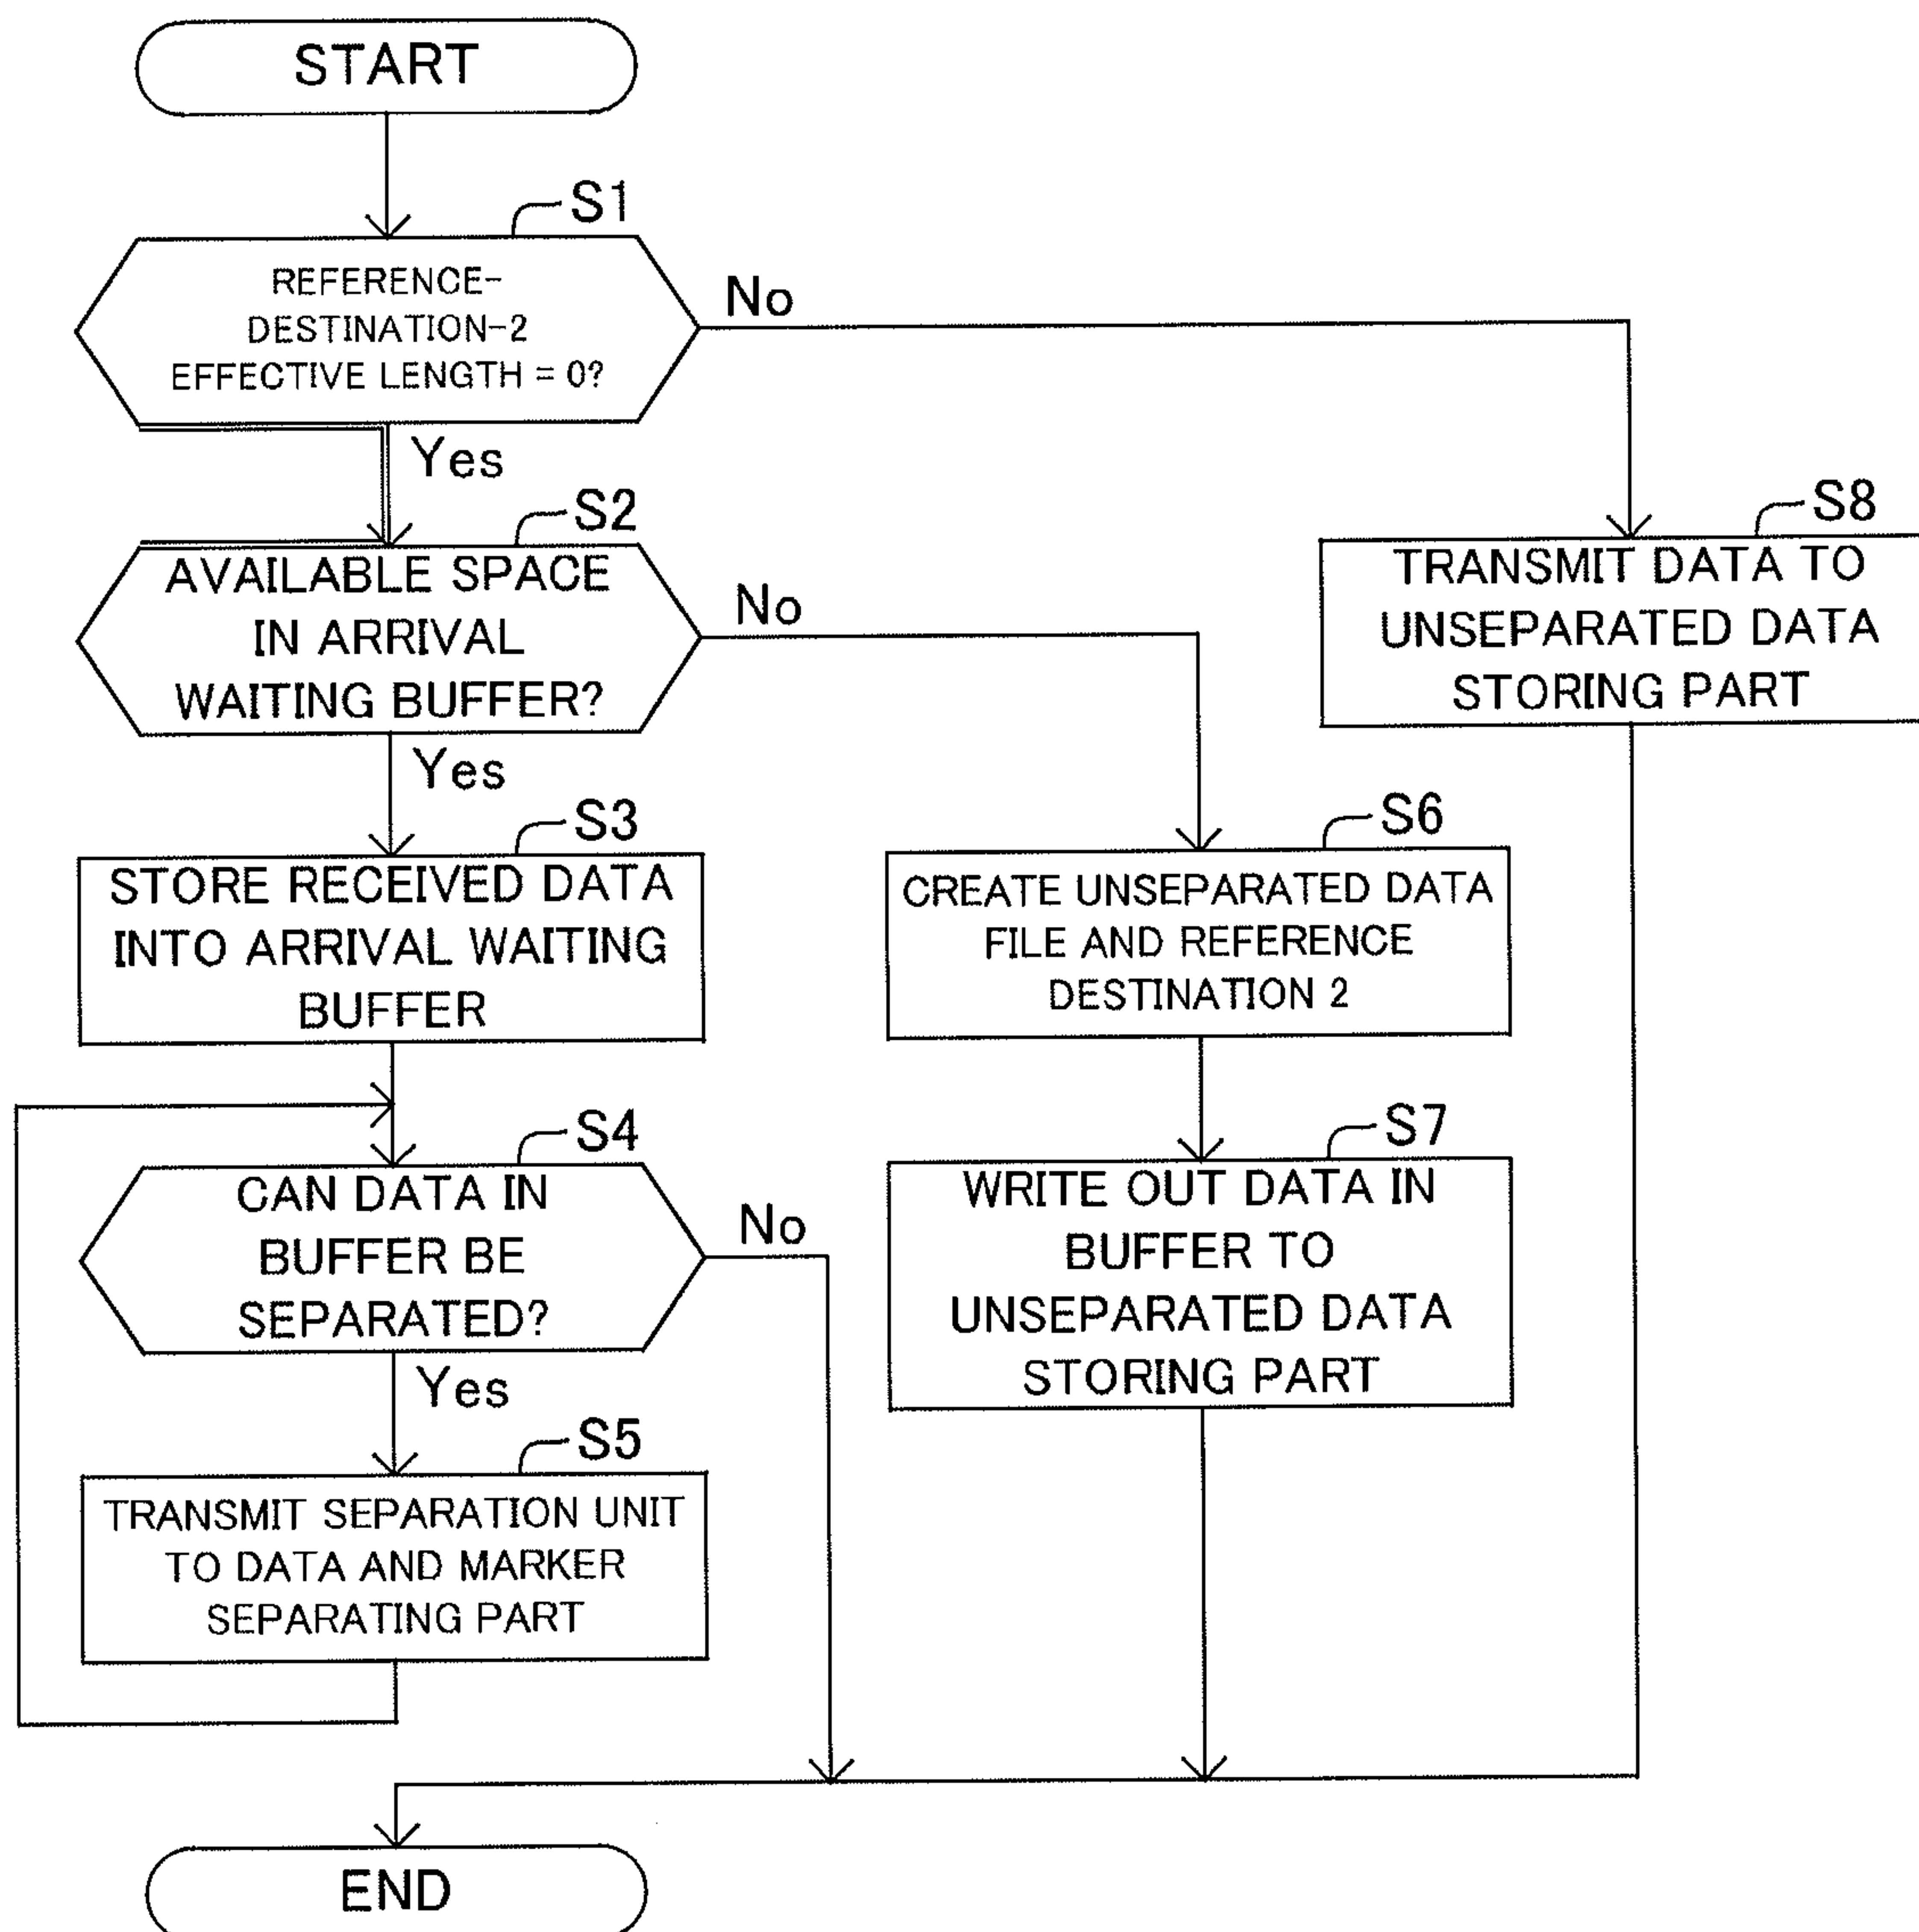 START
S1
REFERENCE-
DESTINATION-2
EFFECTIVE LENGTH = 0?
No
Yes
S2
AVAILABLE SPACE
IN ARRIVAL
WAITING BUFFER?
No
Yes
S8
TRANSMIT DATA TO
UNSEPARATED DATA
STORING PART
S3
STORE RECEIVED DATA
INTO ARRIVAL WAITING
BUFFER
S6
CREATE UNSEPARATED DATA
FILE AND REFERENCE
DESTINATION 2
S4
CAN DATA IN
BUFFER BE
SEPARATED?
No
Yes
S7
WRITE OUT DATA IN
BUFFER TO
UNSEPARATED DATA
STORING PART
S5
TRANSMIT SEPARATION UNIT
TO DATA AND MARKER
SEPARATING PART
END